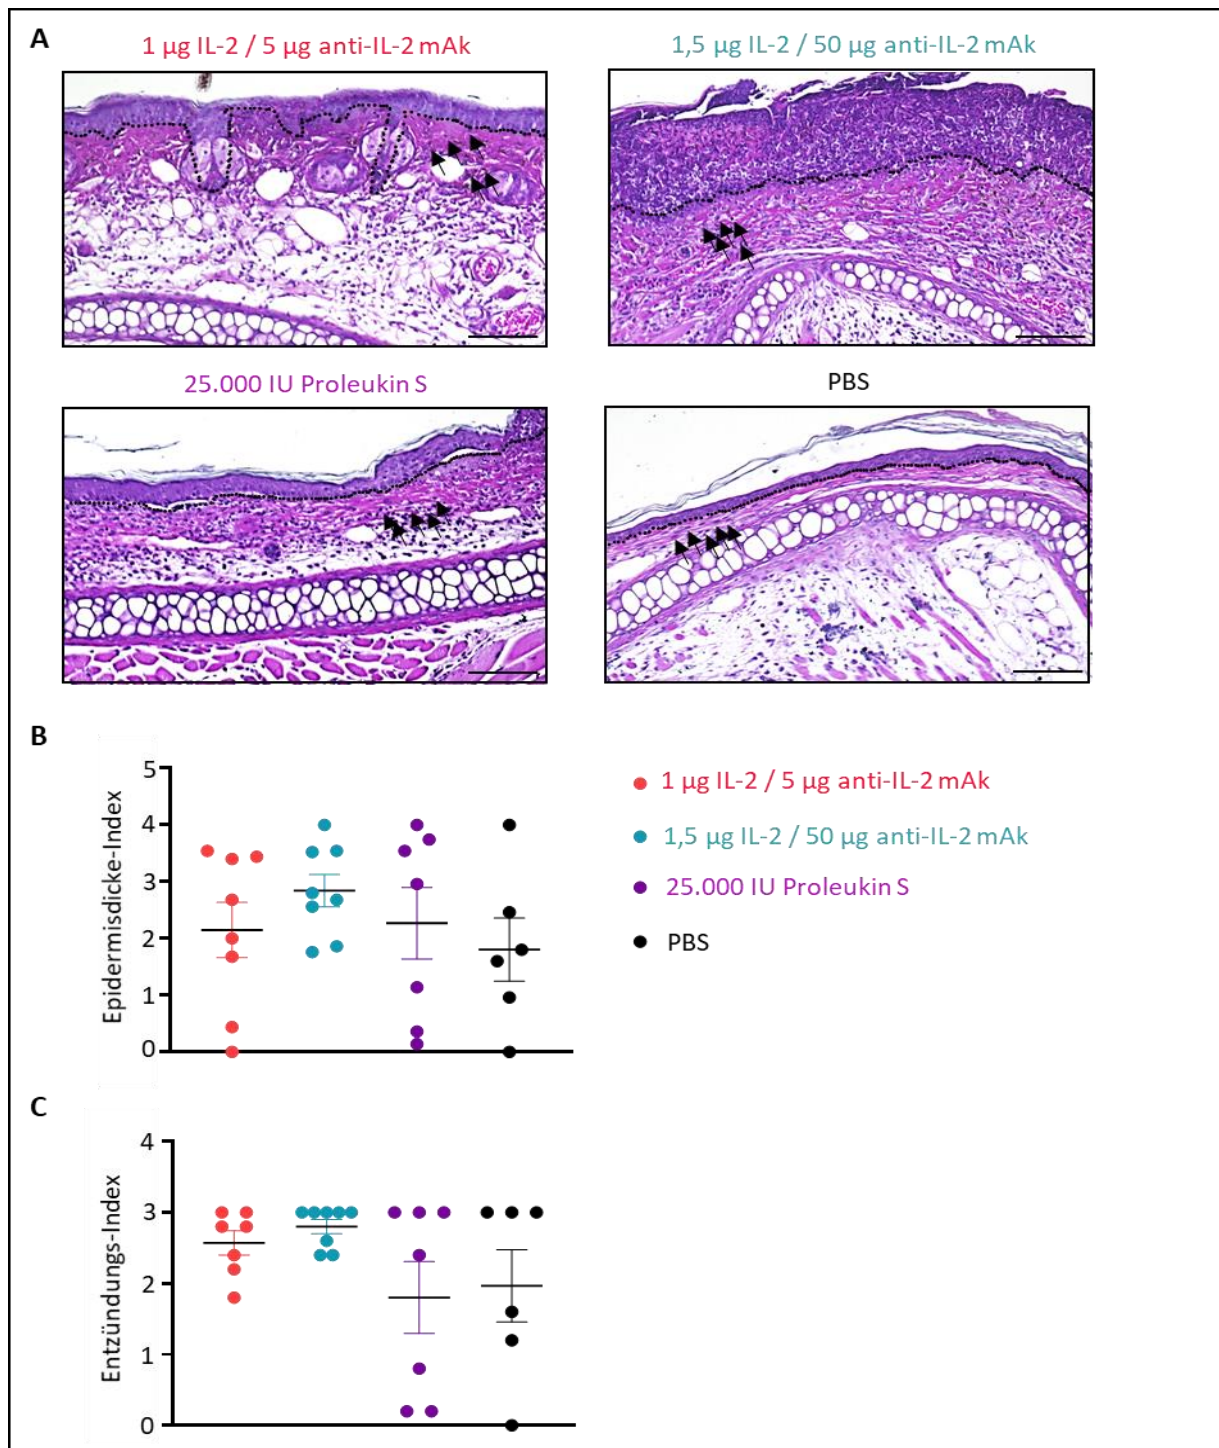 A
1 µg IL-2 / 5 µg anti-IL-2 mAk
1,5 µg IL-2 / 50 µg anti-IL-2 mAk
25.000 IU Proleukin S
PBS
B
Epidermisdicke-Index
5
4
3
2
1
0
1 µg IL-2 / 5 µg anti-IL-2 mAk
1,5 µg IL-2 / 50 µg anti-IL-2 mAk
25.000 IU Proleukin S
PBS
C
Entzündungs-Index
4
3
2
1
0